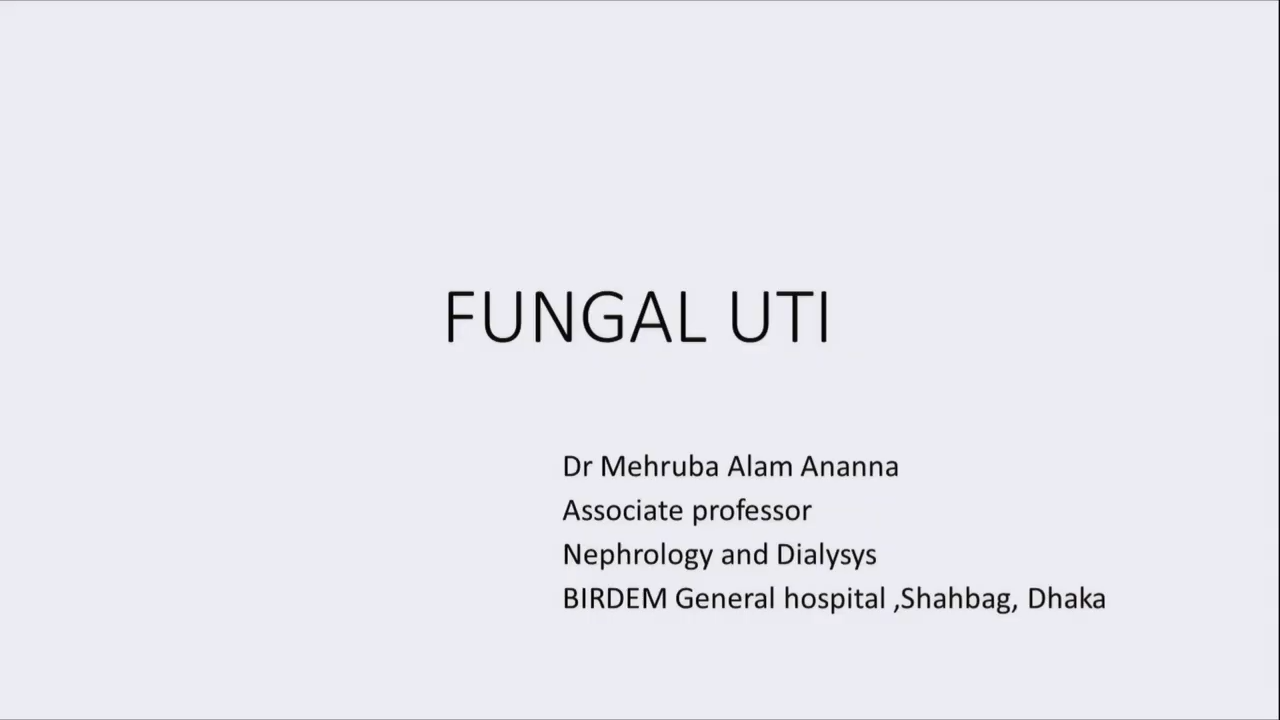 FUNGAL UTI
Dr Mehruba Alam Ananna
Associate professor
Nephrology and Dialysys
BIRDEM General hospital ,Shahbag, Dhaka